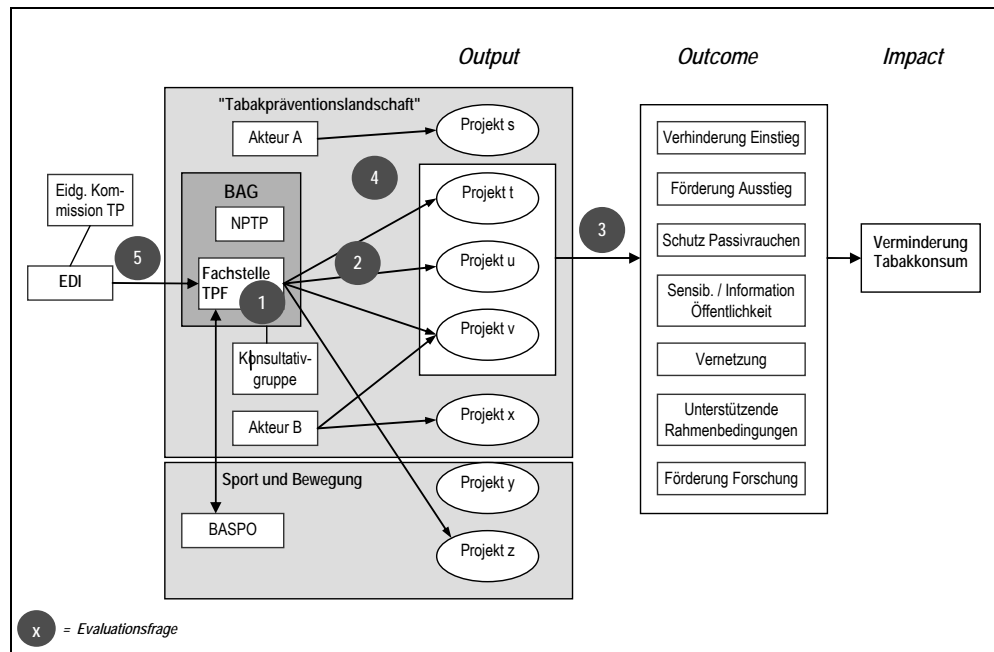 Output
Outcome
Impact
"Tabakpräventionslandschaft"
Akteur A
Projekt s
Verhinderung Einstieg
4
Eidg. Kom-
mission TP
BAG
NPTP
Projekt t
Förderung Ausstieg
5
EDI
Fachstelle
TPF
1
2
Projekt u
3
Schutz Passivrauchen
Verminderung
Tabakkonsum
Sensib. / Information
Öffentlichkeit
Projekt v
Konsultativ-
gruppe
Vernetzung
Akteur B
Projekt x
Unterstützende
Rahmenbedingungen
Sport und Bewegung
Projekt y
Förderung Forschung
BASPO
Projekt z
x = Evaluationsfrage